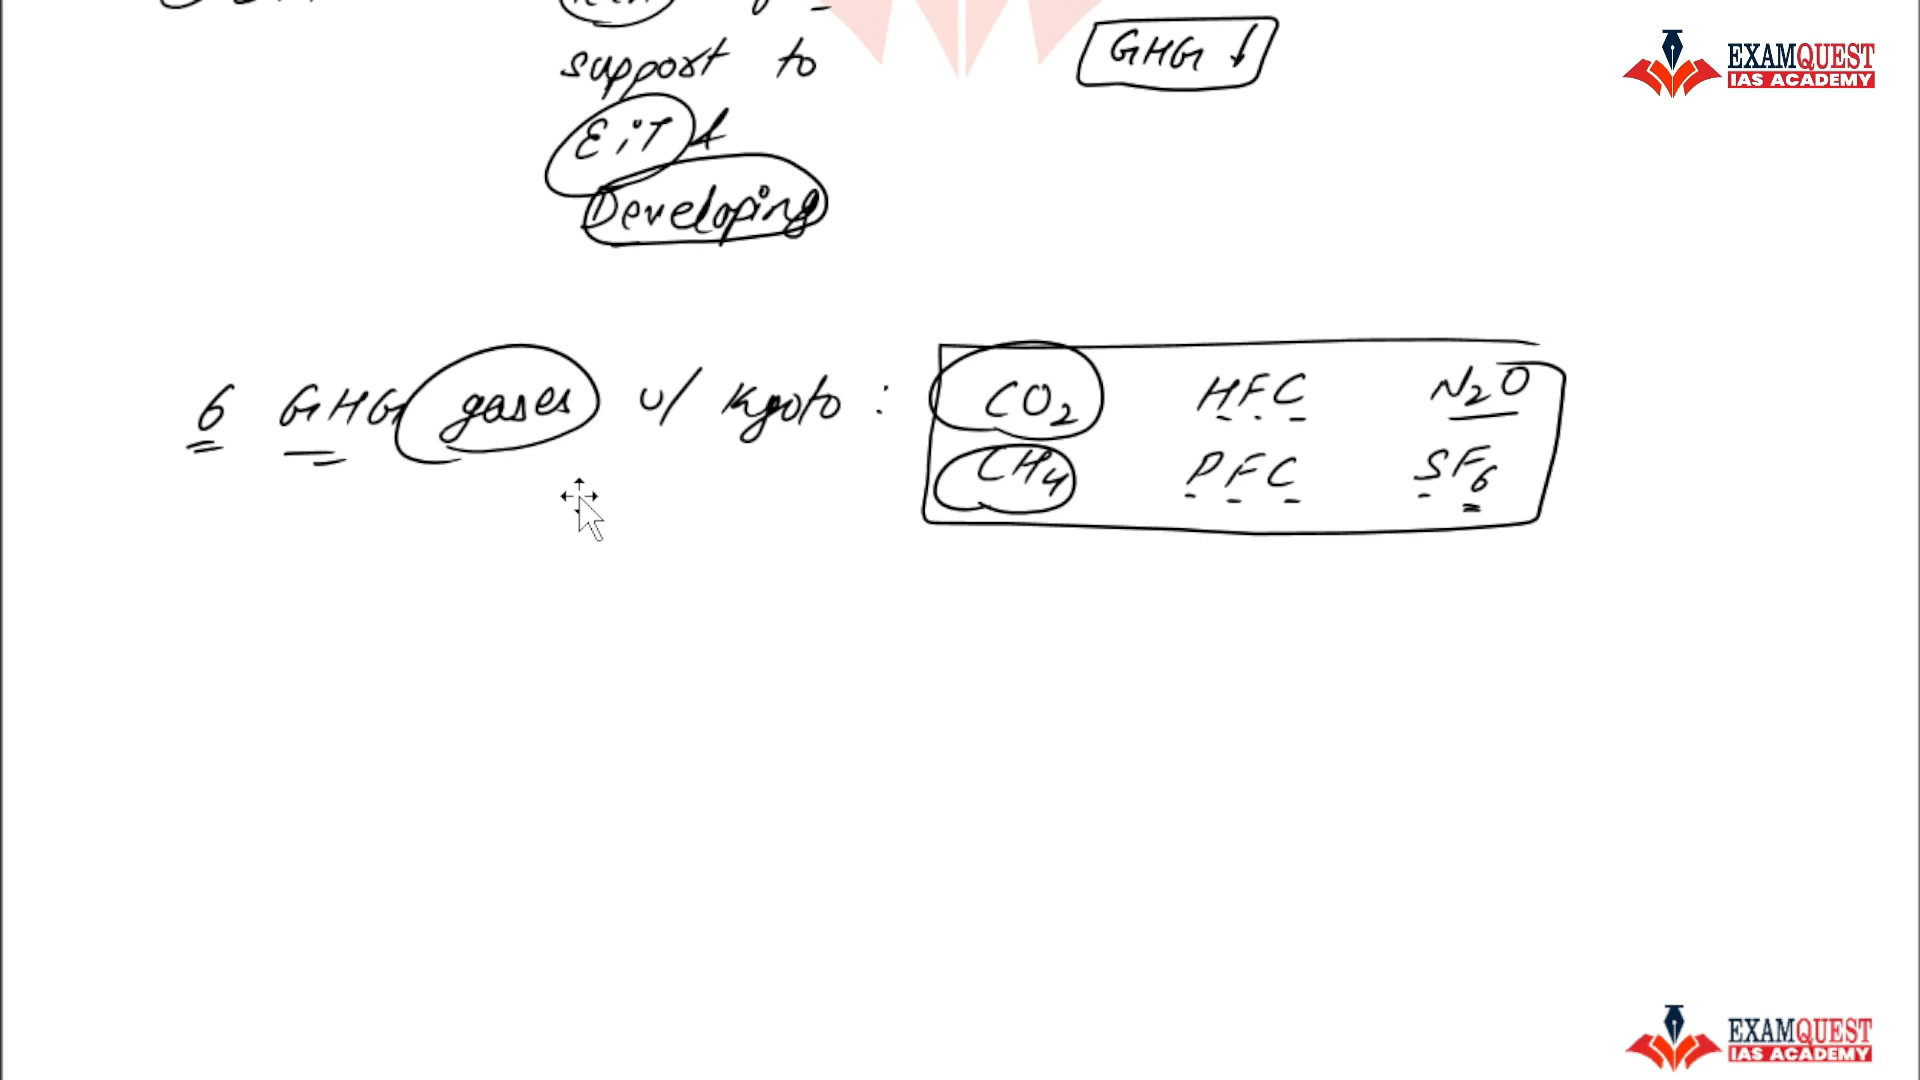 support to
GHG ↓
EiT &
Developing
6 GHG gases u/ Kyoto :
CO2 HFC N2O
CH4 PFC SF6
EXAMQUEST
IAS ACADEMY
EXAMQUEST
IAS ACADEMY